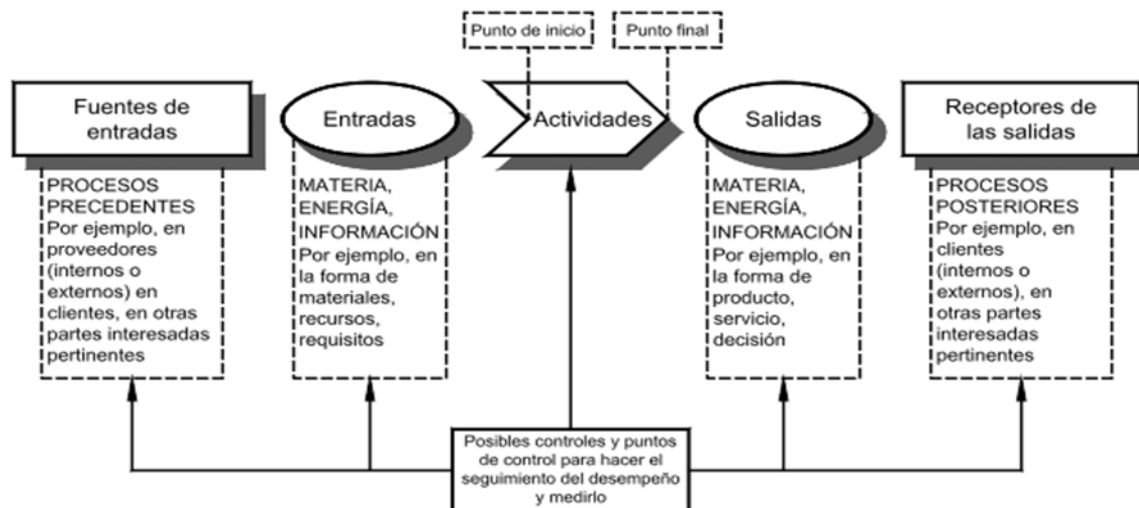 Punto de inicio
Punto final
Fuentes de
entradas
Entradas
Actividades
Salidas
Receptores de
las salidas
PROCESOS
PRECEDENTES
Por ejemplo, en
proveedores
(internos o
externos) en
clientes, en otras
partes interesadas
pertinentes
MATERIA,
ENERGÍA,
INFORMACIÓN
Por ejemplo, en
la forma de
materiales,
recursos,
requisitos
MATERIA,
ENERGÍA,
INFORMACIÓN
Por ejemplo, en
la forma de
producto,
servicio,
decisión
PROCESOS
POSTERIORES
Por ejemplo, en
clientes
(internos o
externos), en
otras partes
interesadas
pertinentes
Posibles controles y puntos
de control para hacer el
seguimiento del desempeño
y medirlo